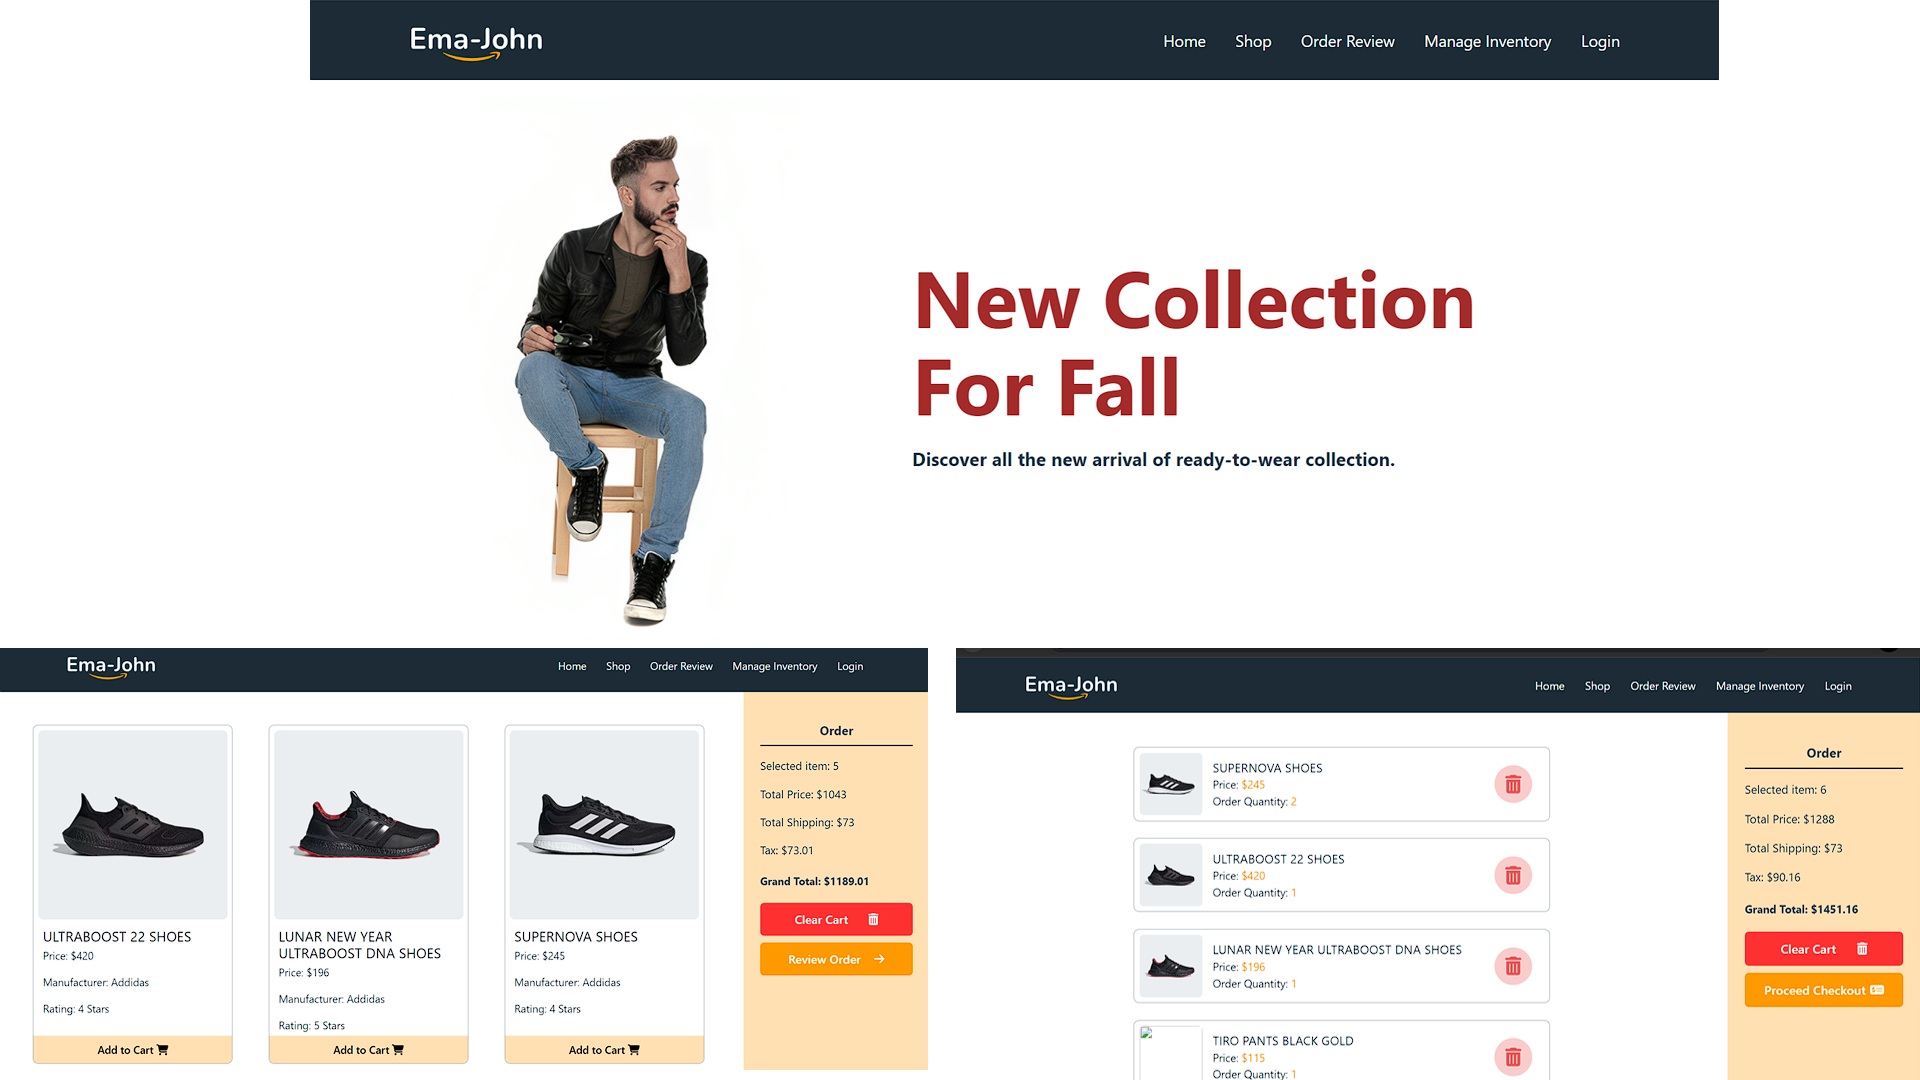 Ema-John
Home Shop Order Review Manage Inventory Login
New Collection
For Fall
Discover all the new arrival of ready-to-wear collection.
Ema-John
Home Shop Order Review Manage Inventory Login
ULTRABOOST 22 SHOES
Price: $420
Manufacturer: Addidas
Rating: 4 Stars
Add to Cart
LUNAR NEW YEAR
ULTRABOOST DNA SHOES
Price: $196
Manufacturer: Addidas
Rating: 5 Stars
Add to Cart
SUPERNOVA SHOES
Price: $245
Manufacturer: Addidas
Rating: 4 Stars
Add to Cart
Order
Selected item: 5
Total Price: $1043
Total Shipping: $73
Tax: $73.01
Grand Total: $1189.01
Clear Cart
Review Order
Ema-John
Home Shop Order Review Manage Inventory Login
SUPERNOVA SHOES
Price: $245
Order Quantity: 2
ULTRABOOST 22 SHOES
Price: $420
Order Quantity: 1
LUNAR NEW YEAR ULTRABOOST DNA SHOES
Price: $196
Order Quantity: 1
TIRO PANTS BLACK GOLD
Price: $115
Order Quantity: 1
Order
Selected item: 6
Total Price: $1288
Total Shipping: $73
Tax: $90.16
Grand Total: $1451.16
Clear Cart
Proceed Checkout